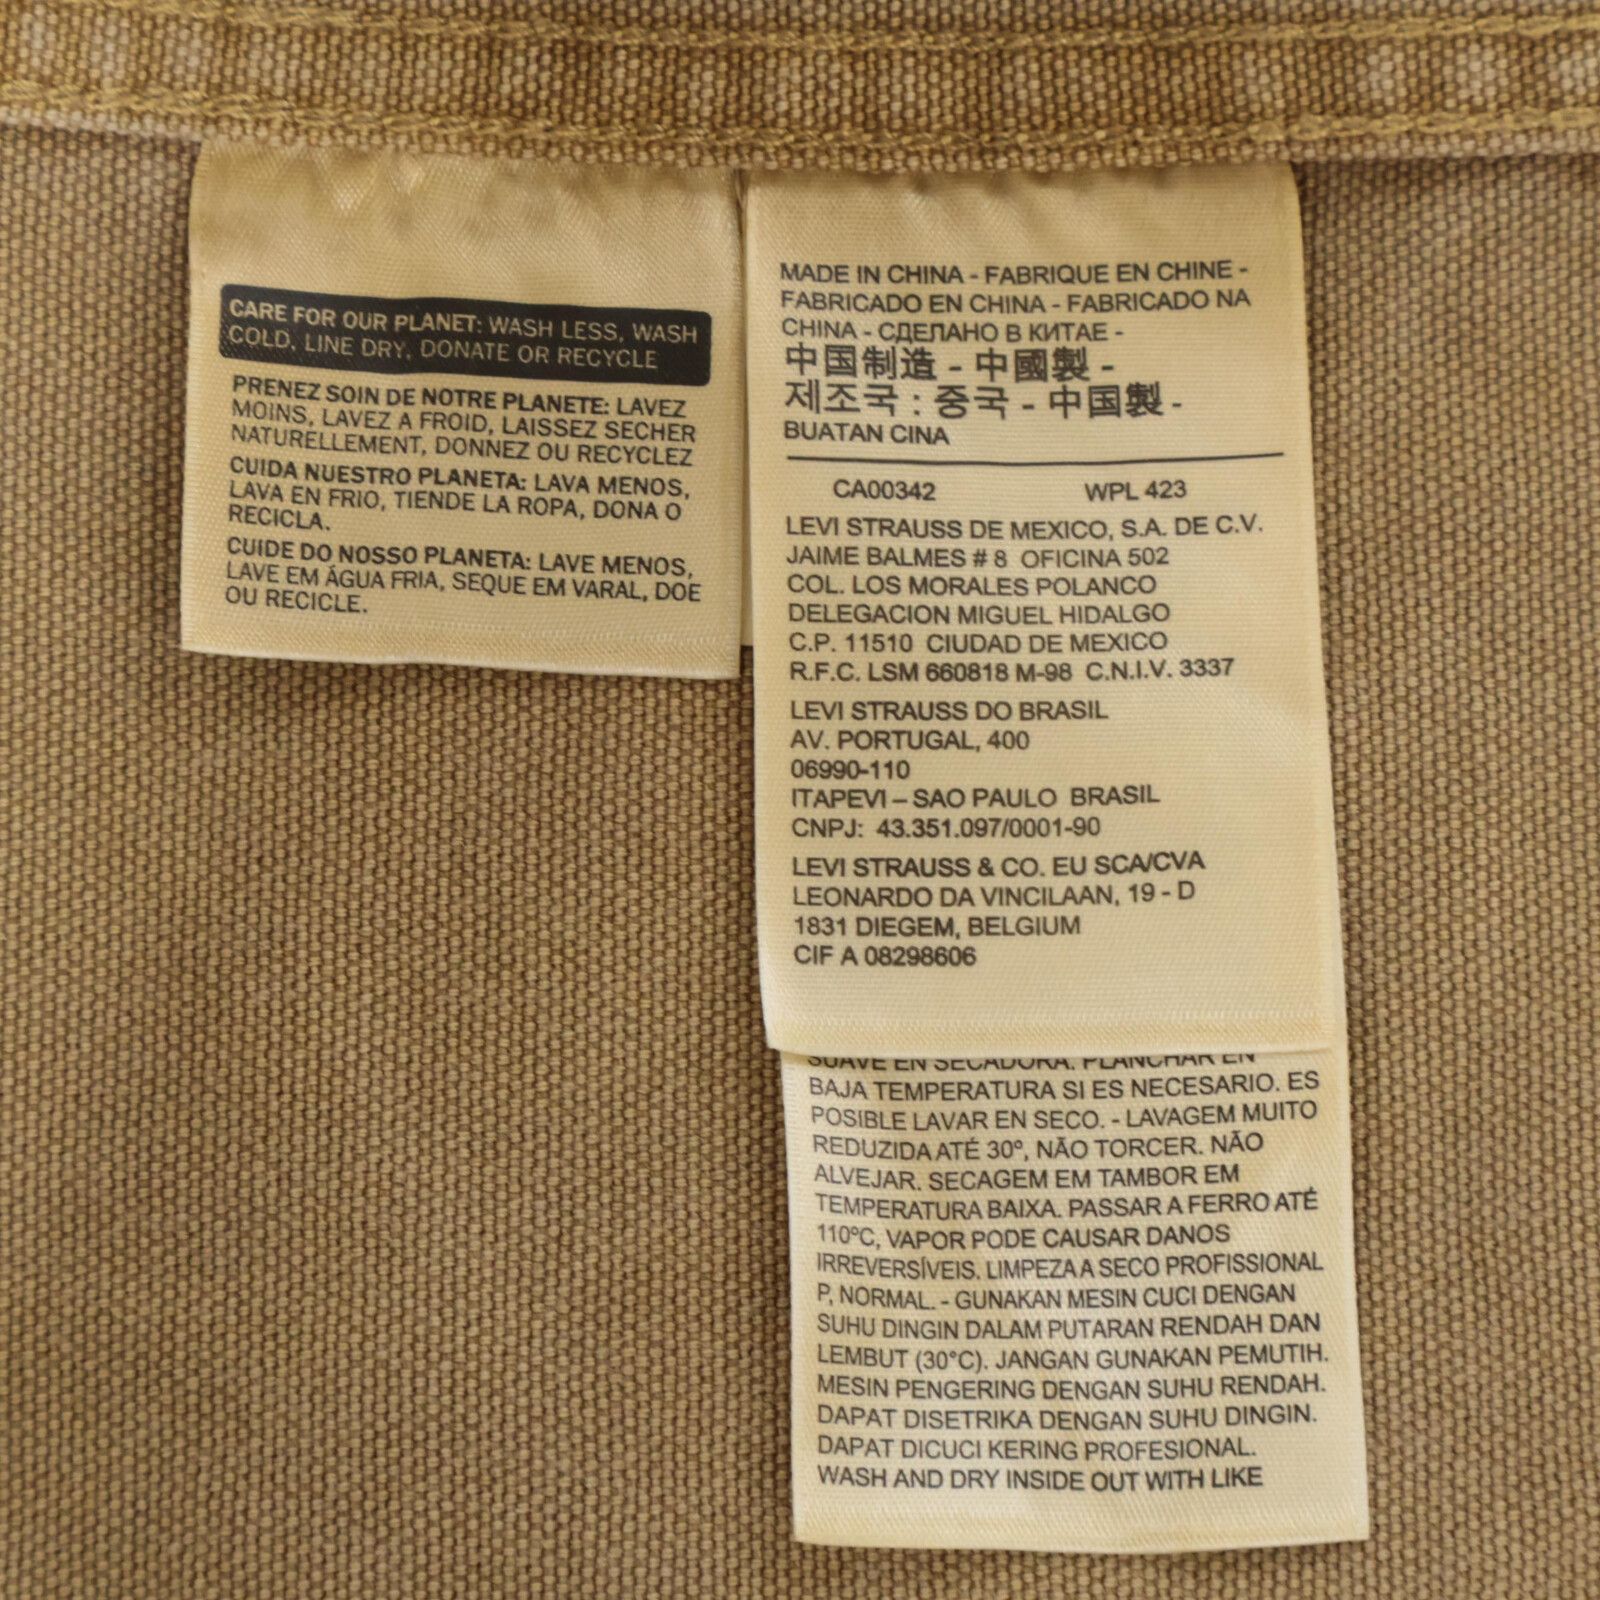 CARE FOR OUR PLANET: WASH LESS, WASH
COLD, LINE DRY, DONATE OR RECYCLE
PRENEZ SOIN DE NOTRE PLANETE: LAVEZ
MOINS, LAVEZ A FROID, LAISSEZ SECHER
NATURELLEMENT, DONNEZ OU RECYCLEZ
CUIDA NUESTRO PLANETA: LAVA MENOS,
LAVA EN FRIO, TIENDE LA ROPA, DONA O
RECICLA.
CUIDE DO NOSSO PLANETA: LAVE MENOS,
LAVE EM ÁGUA FRIA, SEQUE EM VARAL, DOE
OU RECICLE.
MADE IN CHINA - FABRIQUE EN CHINE -
FABRICADO EN CHINA - FABRICADO NA
CHINA - СДЕЛАНО В КИТАЕ -
中国制造 - 中國製 -
제조국 : 중국 - 中国製 -
BUATAN CINA
CA00342 WPL 423
LEVI STRAUSS DE MEXICO, S.A. DE C.V.
JAIME BALMES # 8 OFICINA 502
COL. LOS MORALES POLANCO
DELEGACION MIGUEL HIDALGO
C.P. 11510 CIUDAD DE MEXICO
R.F.C. LSM 660818 M-98 C.N.I.V. 3337
LEVI STRAUSS DO BRASIL
AV. PORTUGAL, 400
06990-110
ITAPEVI – SAO PAULO BRASIL
CNPJ: 43.351.097/0001-90
LEVI STRAUSS & CO. EU SCA/CVA
LEONARDO DA VINCILAAN, 19 - D
1831 DIEGEM, BELGIUM
CIF A 08298606
SUAVE EN SECADORA. PLANCHAR EN
BAJA TEMPERATURA SI ES NECESARIO. ES
POSIBLE LAVAR EN SECO. - LAVAGEM MUITO
REDUZIDA ATÉ 30º, NÃO TORCER. NÃO
ALVEJAR. SECAGEM EM TAMBOR EM
TEMPERATURA BAIXA. PASSAR A FERRO ATÉ
110ºC, VAPOR PODE CAUSAR DANOS
IRREVERSÍVEIS. LIMPEZA A SECO PROFISSIONAL
P, NORMAL. - GUNAKAN MESIN CUCI DENGAN
SUHU DINGIN DALAM PUTARAN RENDAH DAN
LEMBUT (30°C). JANGAN GUNAKAN PEMUTIH.
MESIN PENGERING DENGAN SUHU RENDAH.
DAPAT DISETRIKA DENGAN SUHU DINGIN.
DAPAT DICUCI KERING PROFESIONAL.
WASH AND DRY INSIDE OUT WITH LIKE